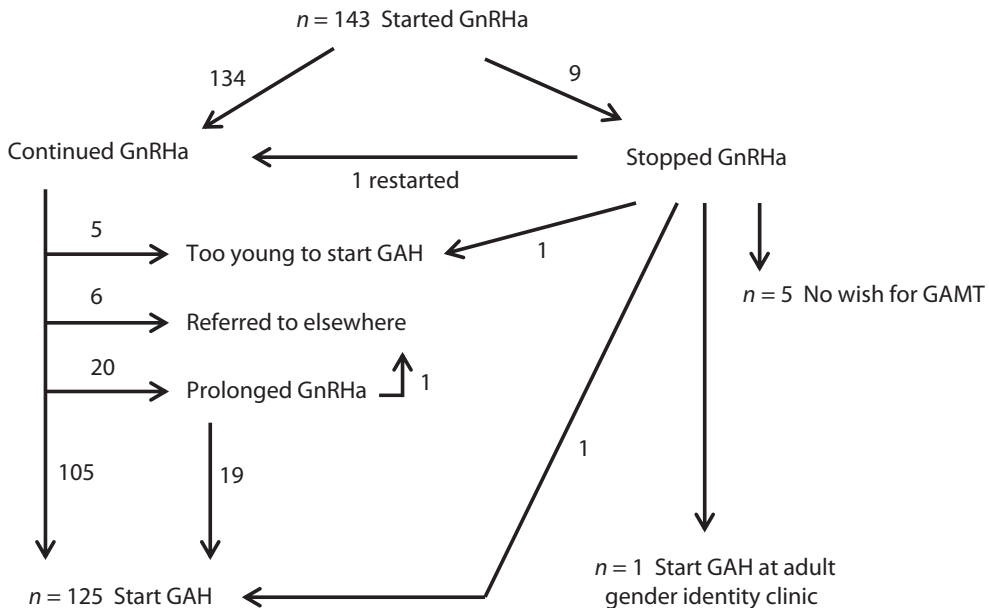 n = 143 Started GnRHa
134
9
Continued GnRHa
Stopped GnRHa
1 restarted
5
Too young to start GAH
1
6
Referred to elsewhere
n = 5 No wish for GAMT
20
Prolonged GnRHa
1
105
19
1
n = 125 Start GAH
n = 1 Start GAH at adult
gender identity clinic